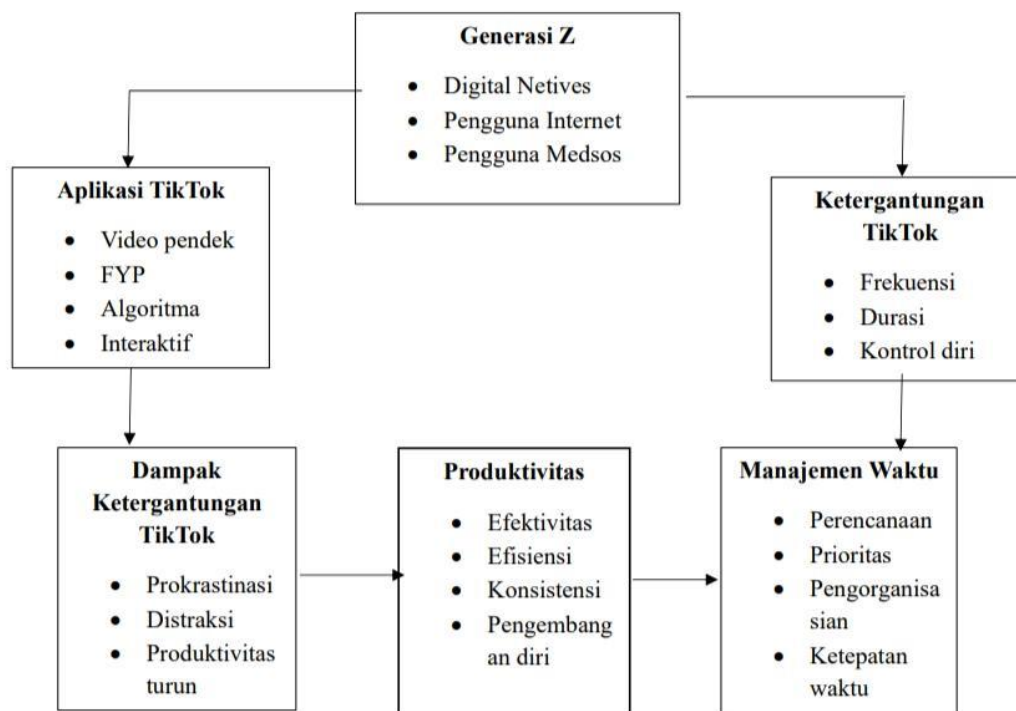 Generasi Z
• Digital Netives
• Pengguna Internet
• Pengguna Medsos
Aplikasi TikTok
• Video pendek
• FYP
• Algoritma
• Interaktif
Ketergantungan
TikTok
• Frekuensi
• Durasi
• Kontrol diri
Dampak
Ketergantungan
TikTok
• Prokrastinasi
• Distraksi
• Produktivitas
turun
Produktivitas
• Efektivitas
• Efisiensi
• Konsistensi
• Pengembang
an diri
Manajemen Waktu
• Perencanaan
• Prioritas
• Pengorganisa
sian
• Ketepatan
waktu